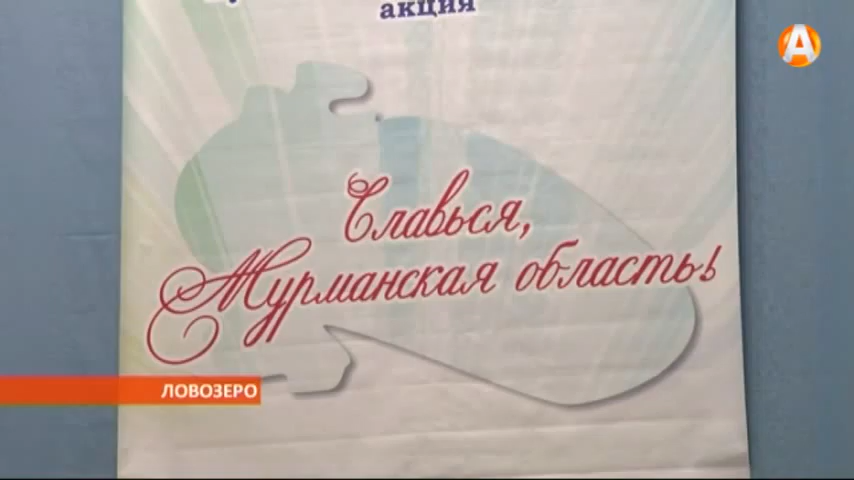 акция
А
Славься,
Мурманская область!
ЛОВОЗЕРО